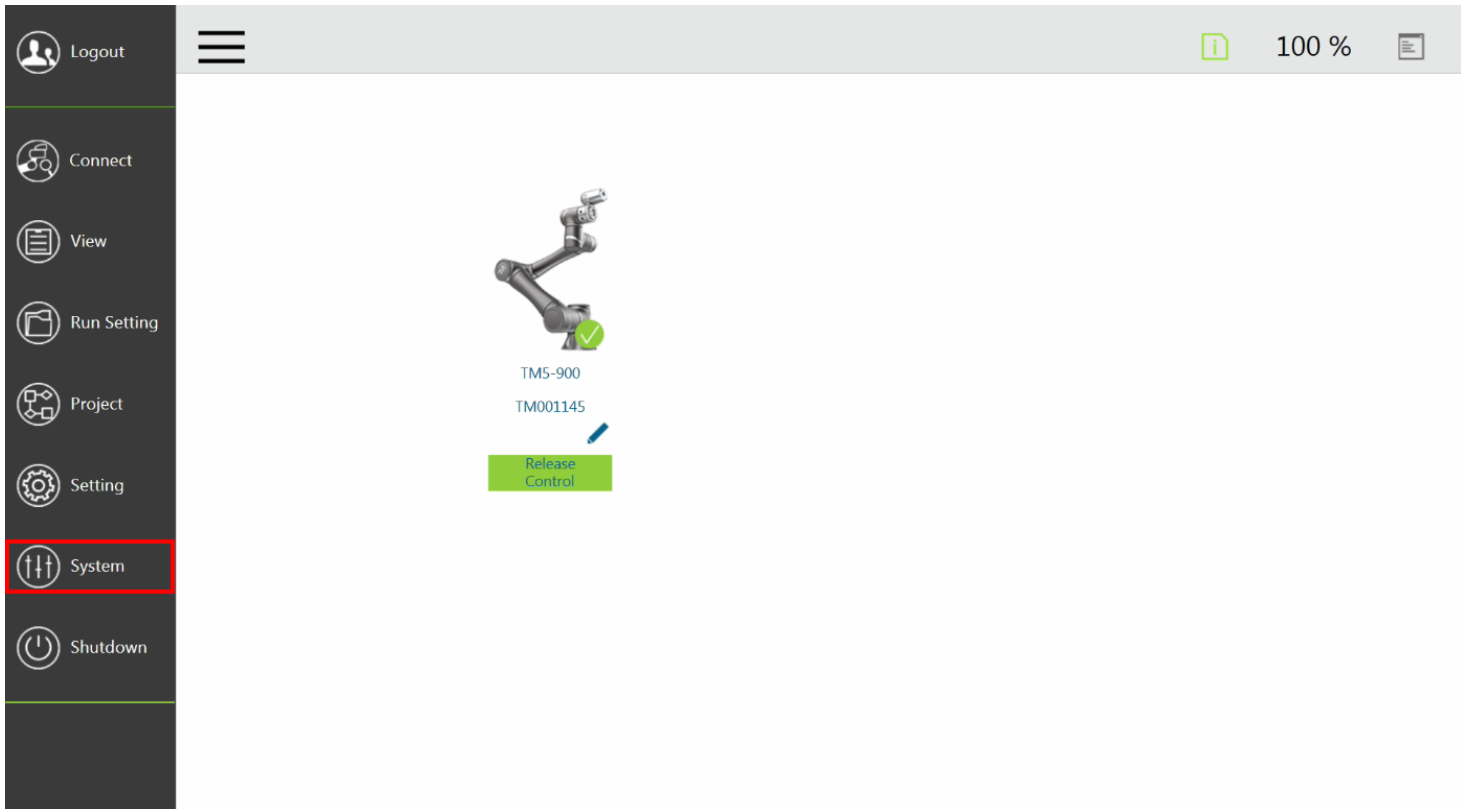 Logout
100 %
Connect
View
Run Setting
Project
Setting
System
Shutdown
TM5-900
TM001145
Release
Control